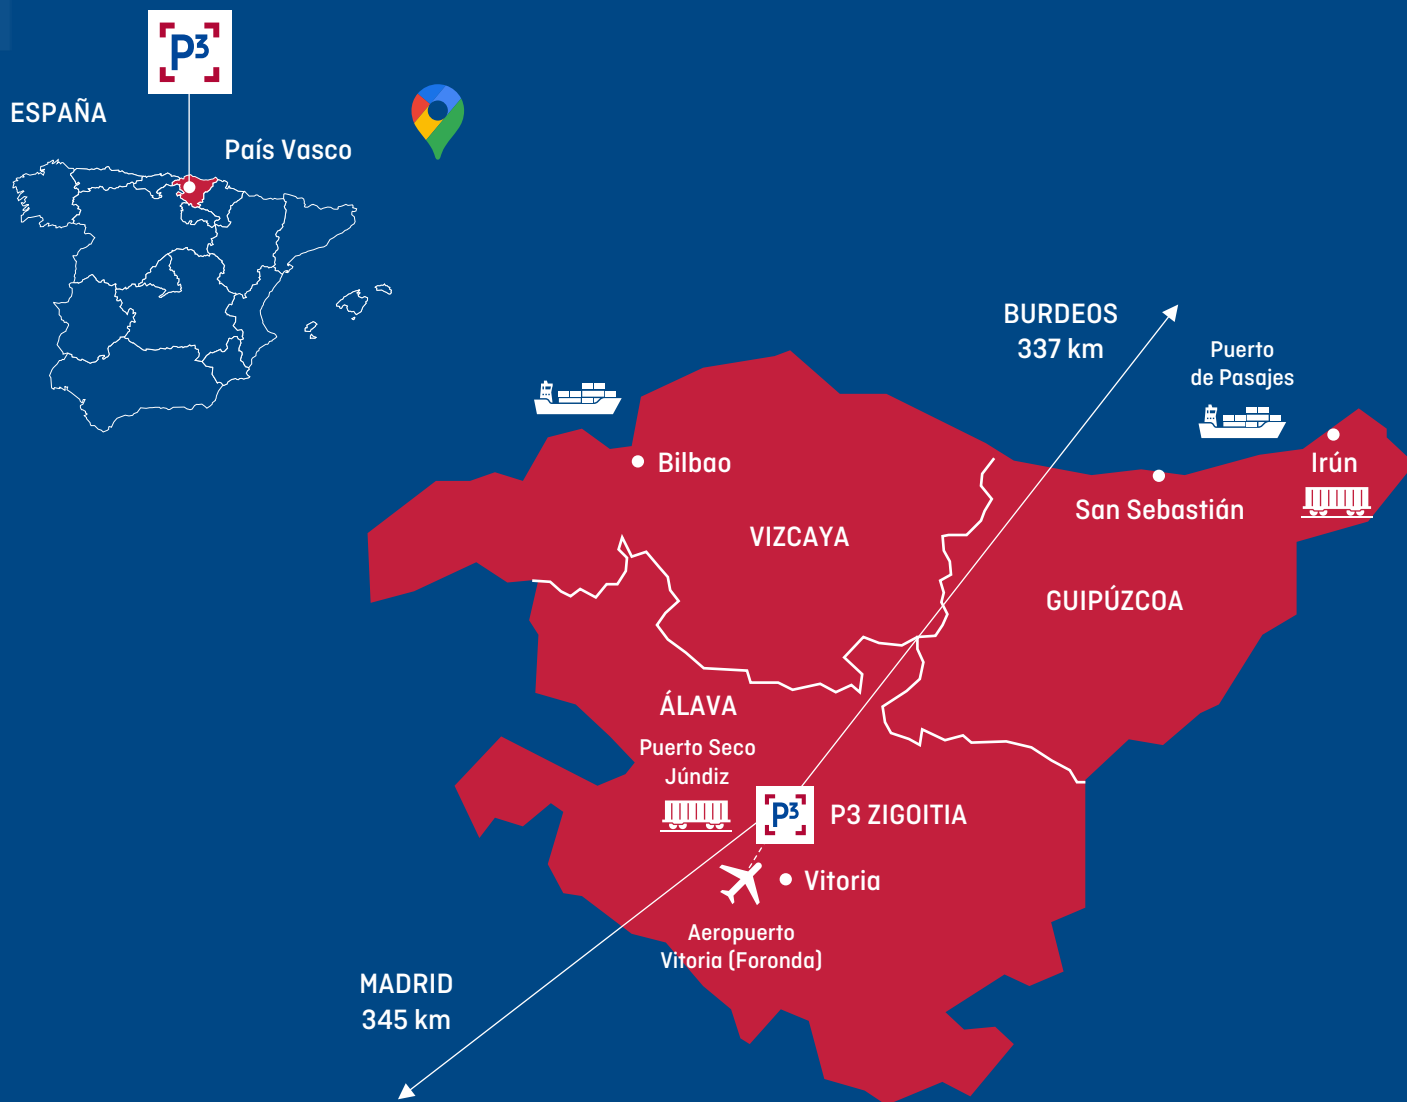 P³
ESPAÑA
País Vasco
BURDEOS
337 km
Puerto
de Pasajes
Bilbao
Irún
San Sebastián
VIZCAYA
GUIPÚZCOA
ÁLAVA
Puerto Seco
Júndiz
P³
P3 ZIGOITIA
Vitoria
Aeropuerto
Vitoria (Foronda)
MADRID
345 km